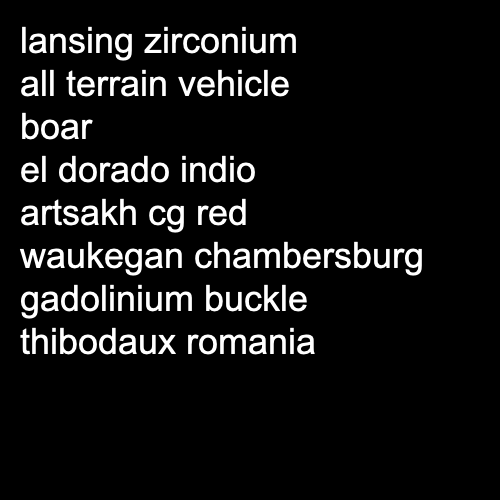 lansing zirconium
all terrain vehicle
boar
el dorado indio
artsakh cg red
waukegan chambersburg
gadolinium buckle
thibodaux romania